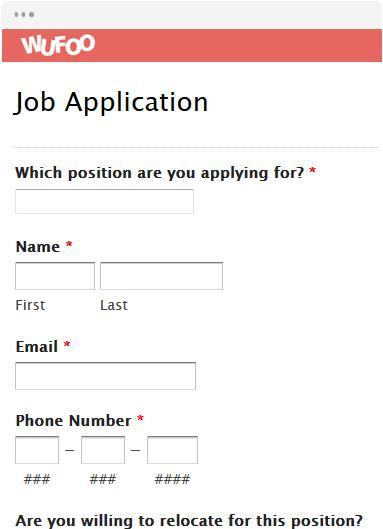 WUFOO
Job Application
Which position are you applying for? *
Name *
First Last
Email *
Phone Number *
– –
### ### ####
Are you willing to relocate for this position?